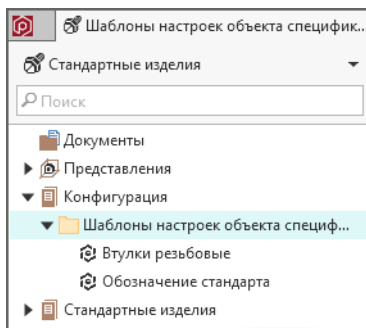 Шаблоны настроек объекта специфик...
Стандартные изделия
Поиск
Документы
Представления
Конфигурация
Шаблоны настроек объекта специф...
Втулки резьбовые
Обозначение стандарта
Стандартные изделия